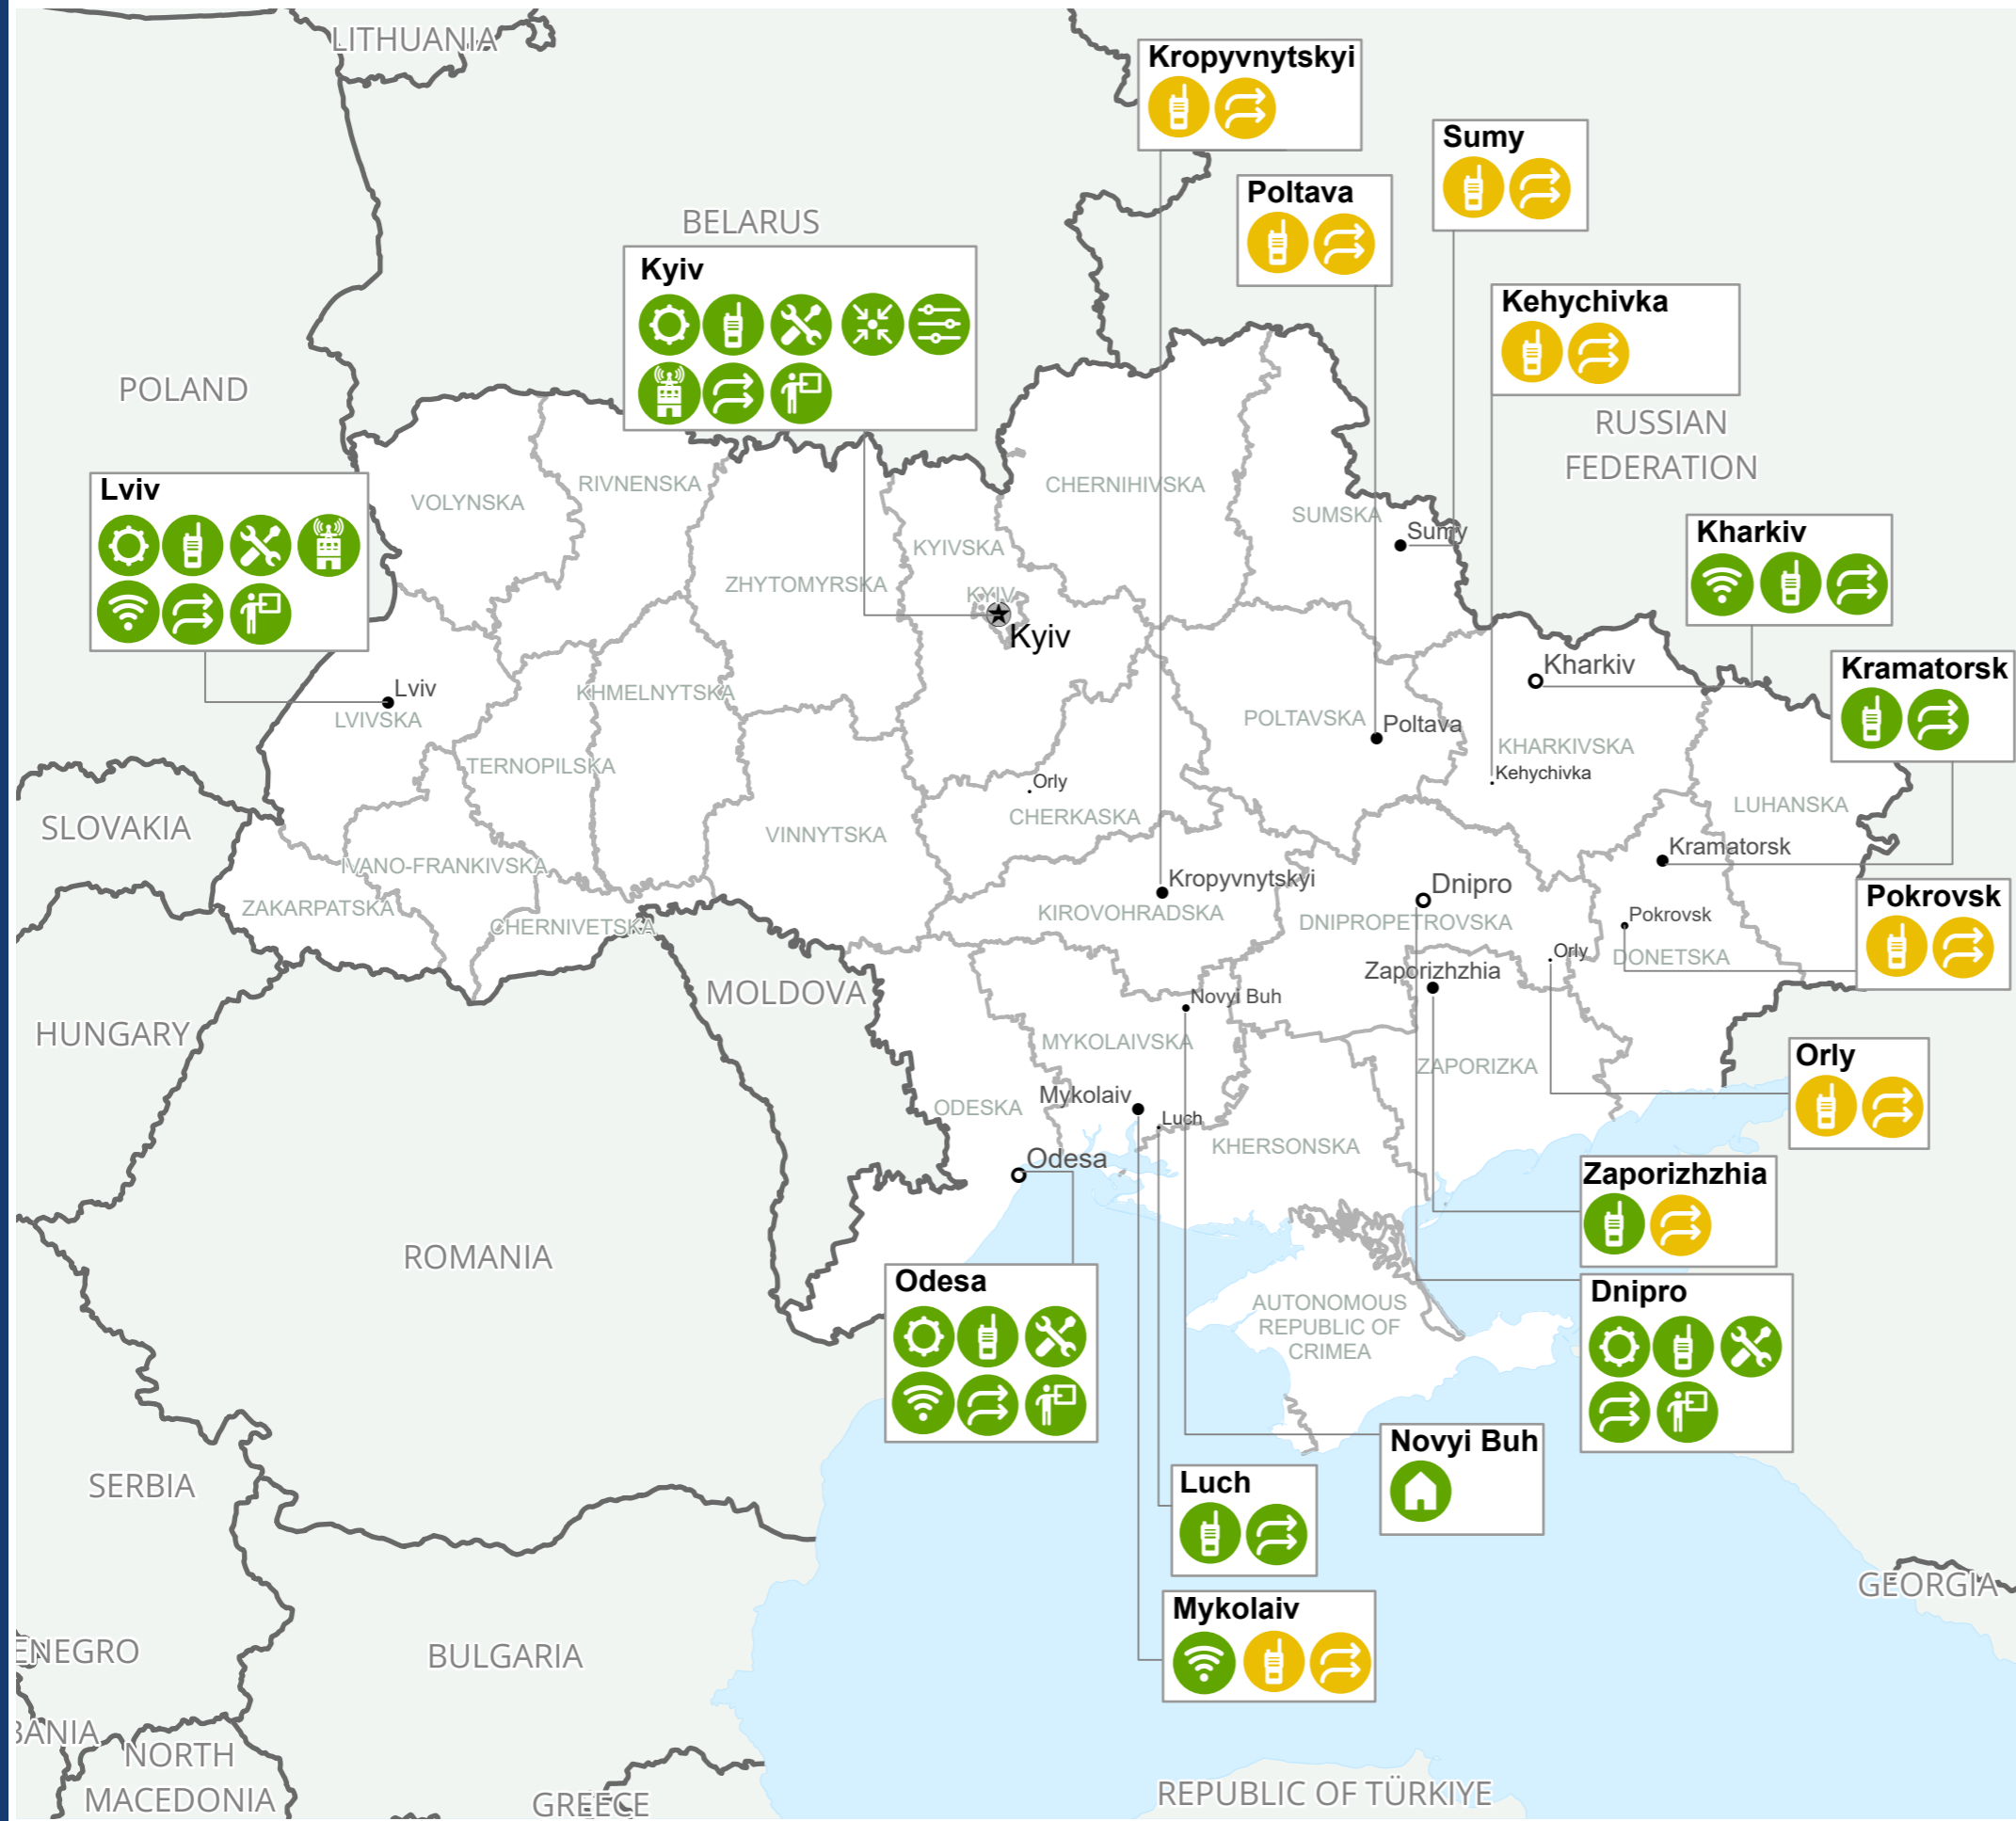 LITHUANIA
Kropyvnytskyi
Sumy
Poltava
BELARUS
Kyiv
Kehychivka
POLAND
RUSSIAN
FEDERATION
Lviv
VOLYNSKA
RIVNENSKA
CHERNIHIVSKA
SUMSKA
Sumy
Kharkiv
KYIVSKA
ZHYTOMYRSKA
KYIV
Kyiv
Kharkiv
Kramatorsk
Lviv
LVIVSKA
KHMELNYTSKA
POLTAVSKA
Poltava
KHARKIVSKA
TERNOPILSKA
Orly
Kehychivka
CHERKASKA
LUHANSKA
SLOVAKIA
VINNYTSKA
Kramatorsk
IVANO-FRANKIVSKA
Kropyvnytskyi
Dnipro
Pokrovsk
ZAKARPATSKA
CHERNIVETSKA
KIROVOHRADSKA
DNIPROPETROVSKA
Pokrovsk
Orly
DONETSKA
Zaporizhzhia
MOLDOVA
Novyi Buh
HUNGARY
MYKOLAIVSKA
ZAPORIZKA
Orly
Mykolaiv
ODESKA
Luch
KHERSONSKA
Odesa
Zaporizhzhia
ROMANIA
Odesa
AUTONOMOUS
REPUBLIC OF
CRIMEA
Dnipro
Novyi Buh
SERBIA
Luch
GEORGIA
Mykolaiv
ENEGRO
BULGARIA
BANIA
NORTH
MACEDONIA
GREECE
REPUBLIC OF TÜRKIYE